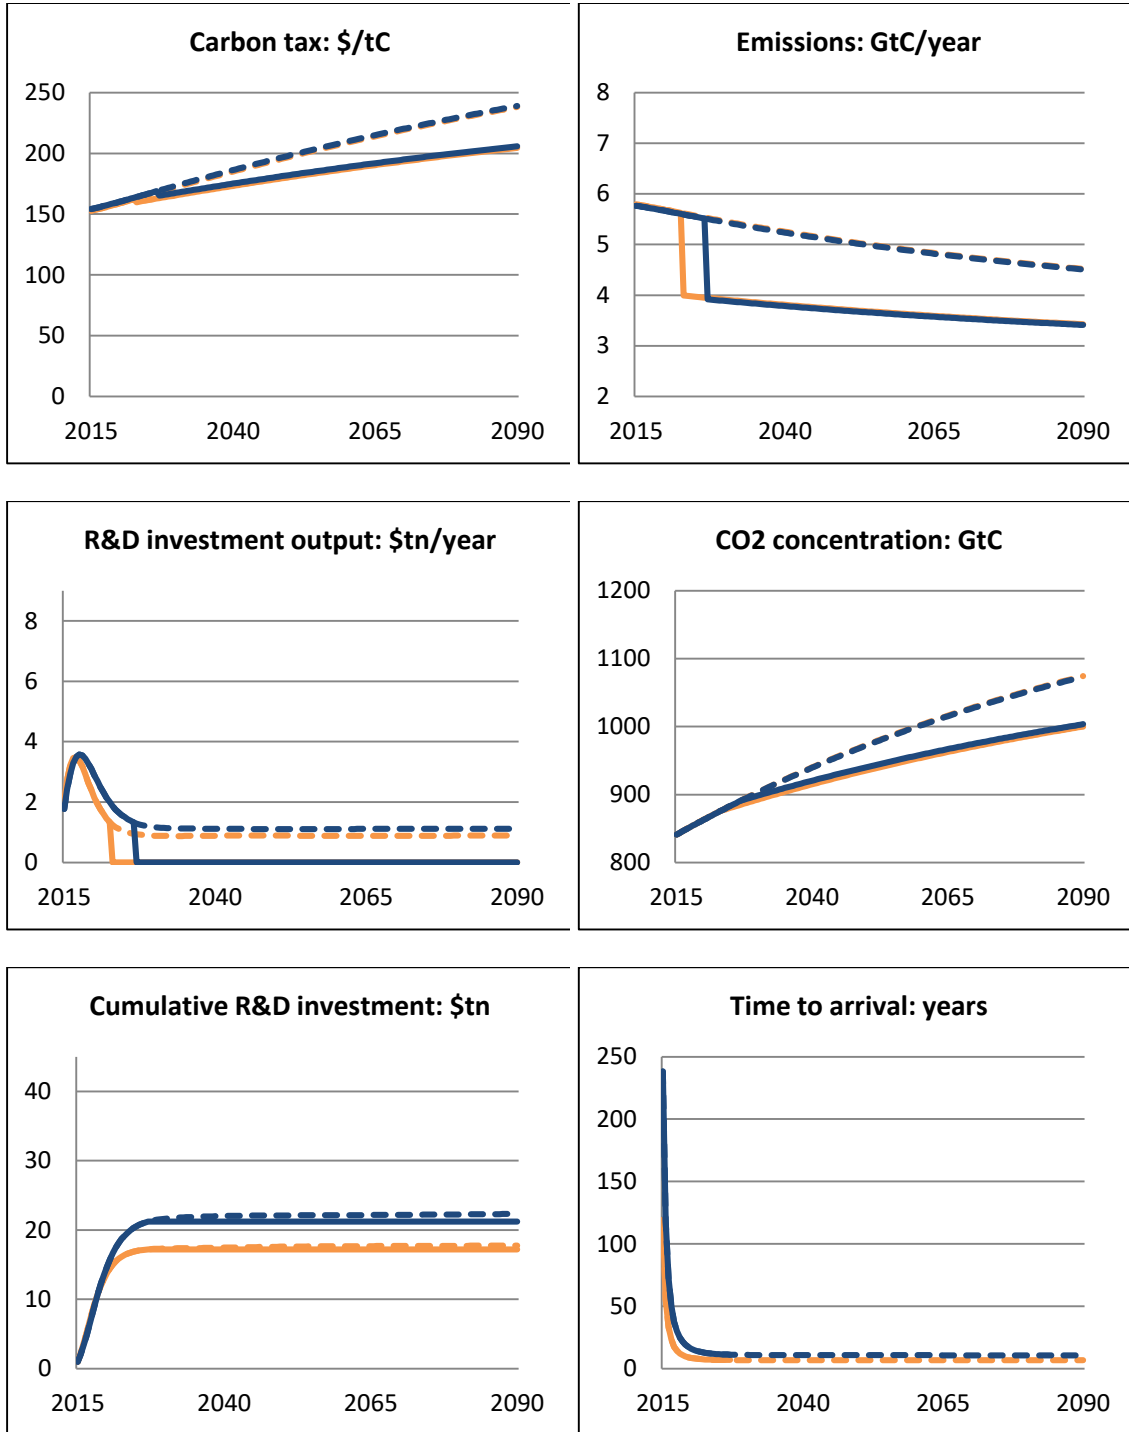 Carbon tax: $/tC
250
200
150
100
50
0
2015 2040 2065 2090
Emissions: GtC/year
8
7
6
5
4
3
2
2015 2040 2065 2090
R&D investment output: $tn/year
8
6
4
2
0
2015 2040 2065 2090
CO2 concentration: GtC
1200
1100
1000
900
800
2015 2040 2065 2090
Cumulative R&D investment: $tn
40
30
20
10
0
2015 2040 2065 2090
Time to arrival: years
250
200
150
100
50
0
2015 2040 2065 2090